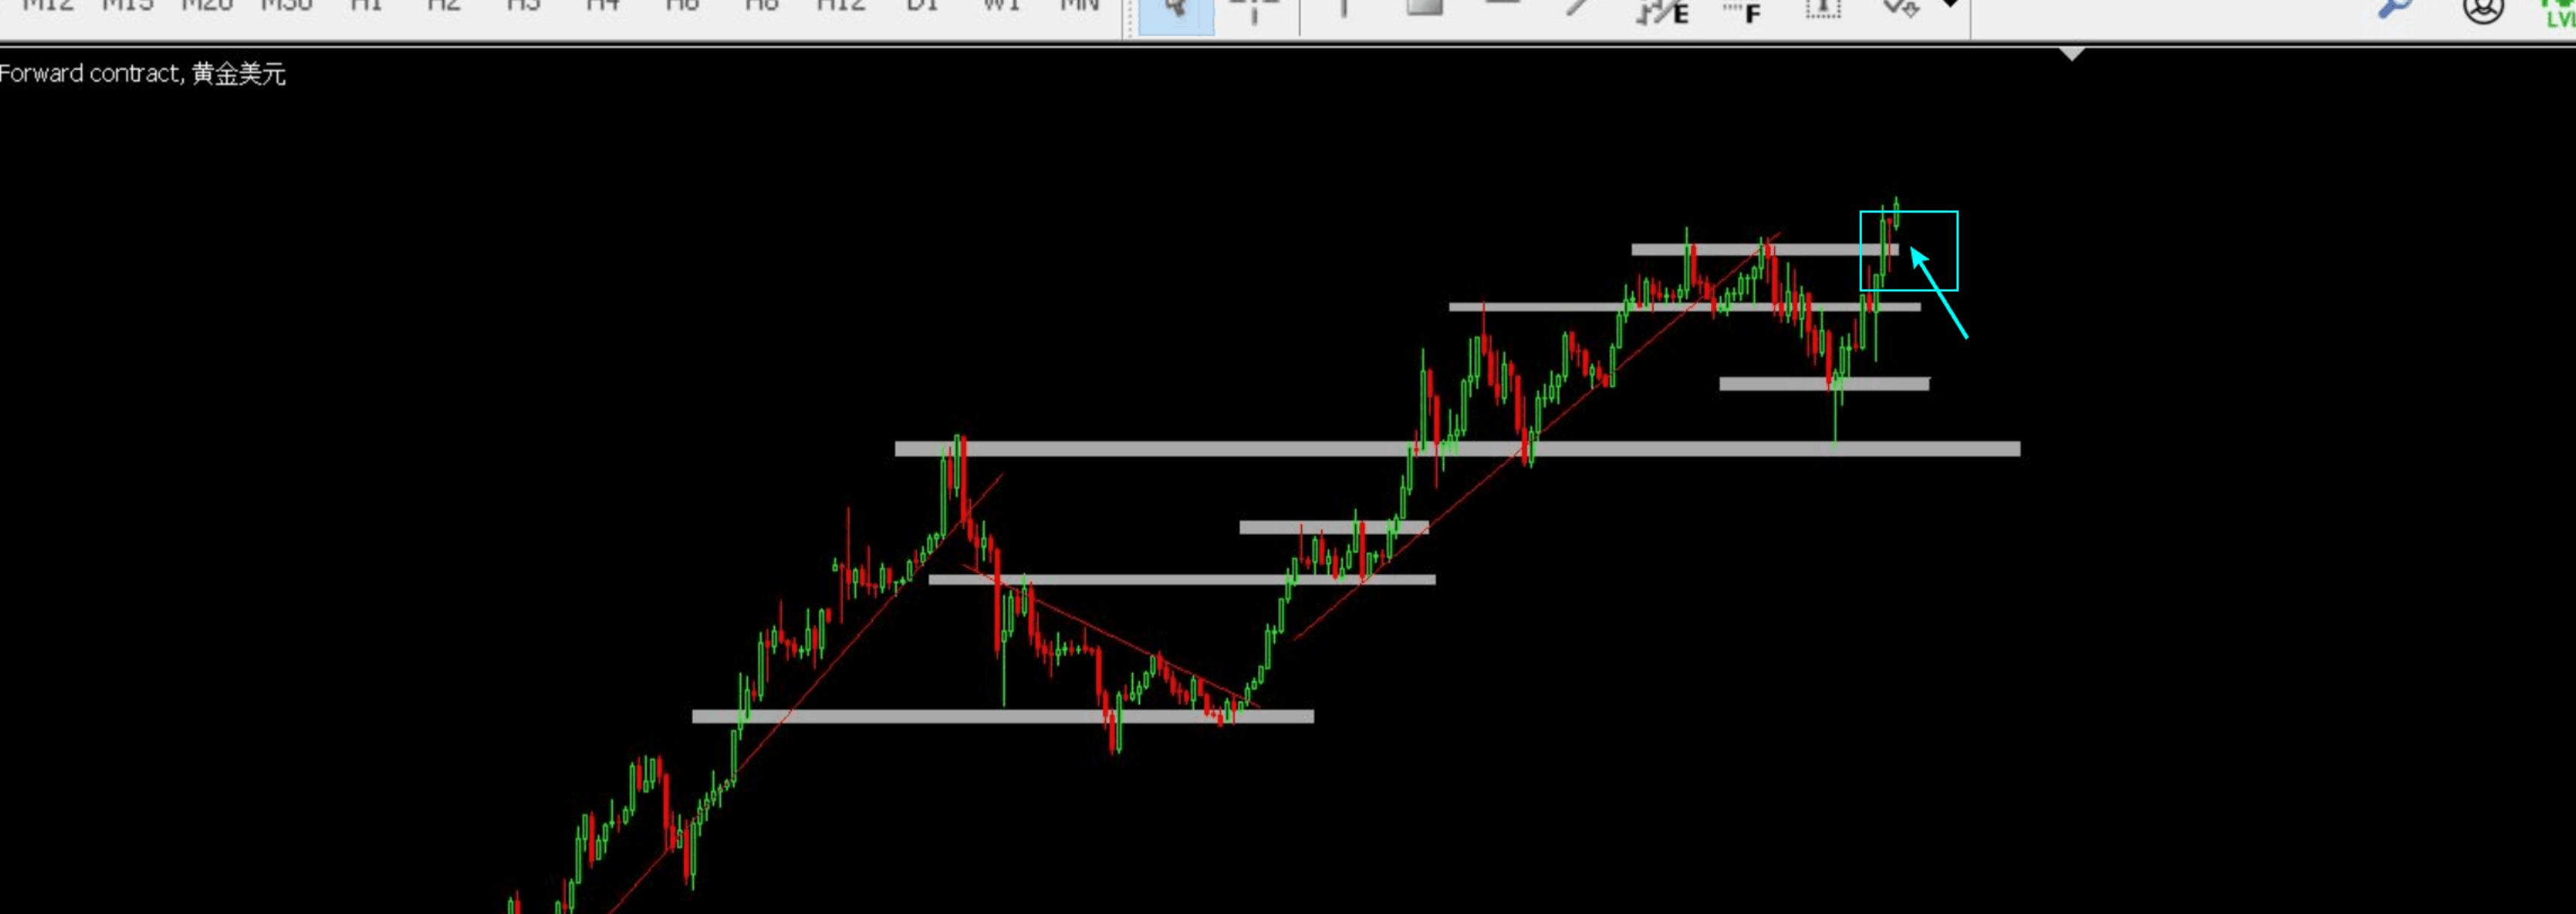 M12 M15 M20 M30 H1 H2 H3 H4 H6 H8 H12 D1 W1 MN E F T
LVL
Forward contract, 黄金美元